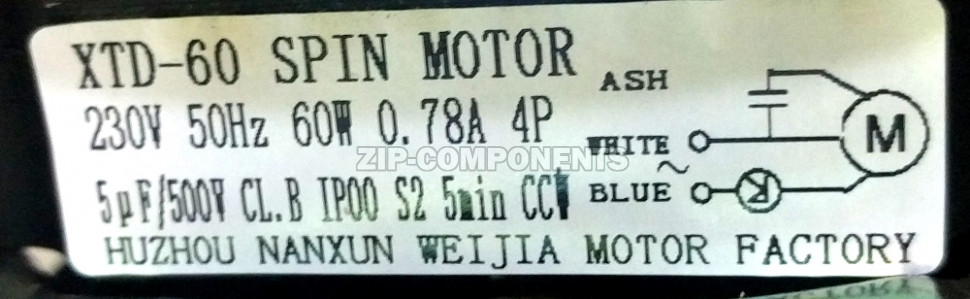 XTD-60 SPIN MOTOR
230V 50Hz 60W 0.78A 4P
5μF/500V CL.B IP00 S2 5min CCW
HUZHOU NANXUN WEIJIA MOTOR FACTORY
ASH
WHITE
~
BLUE
M
ZIP-COMPONENTS